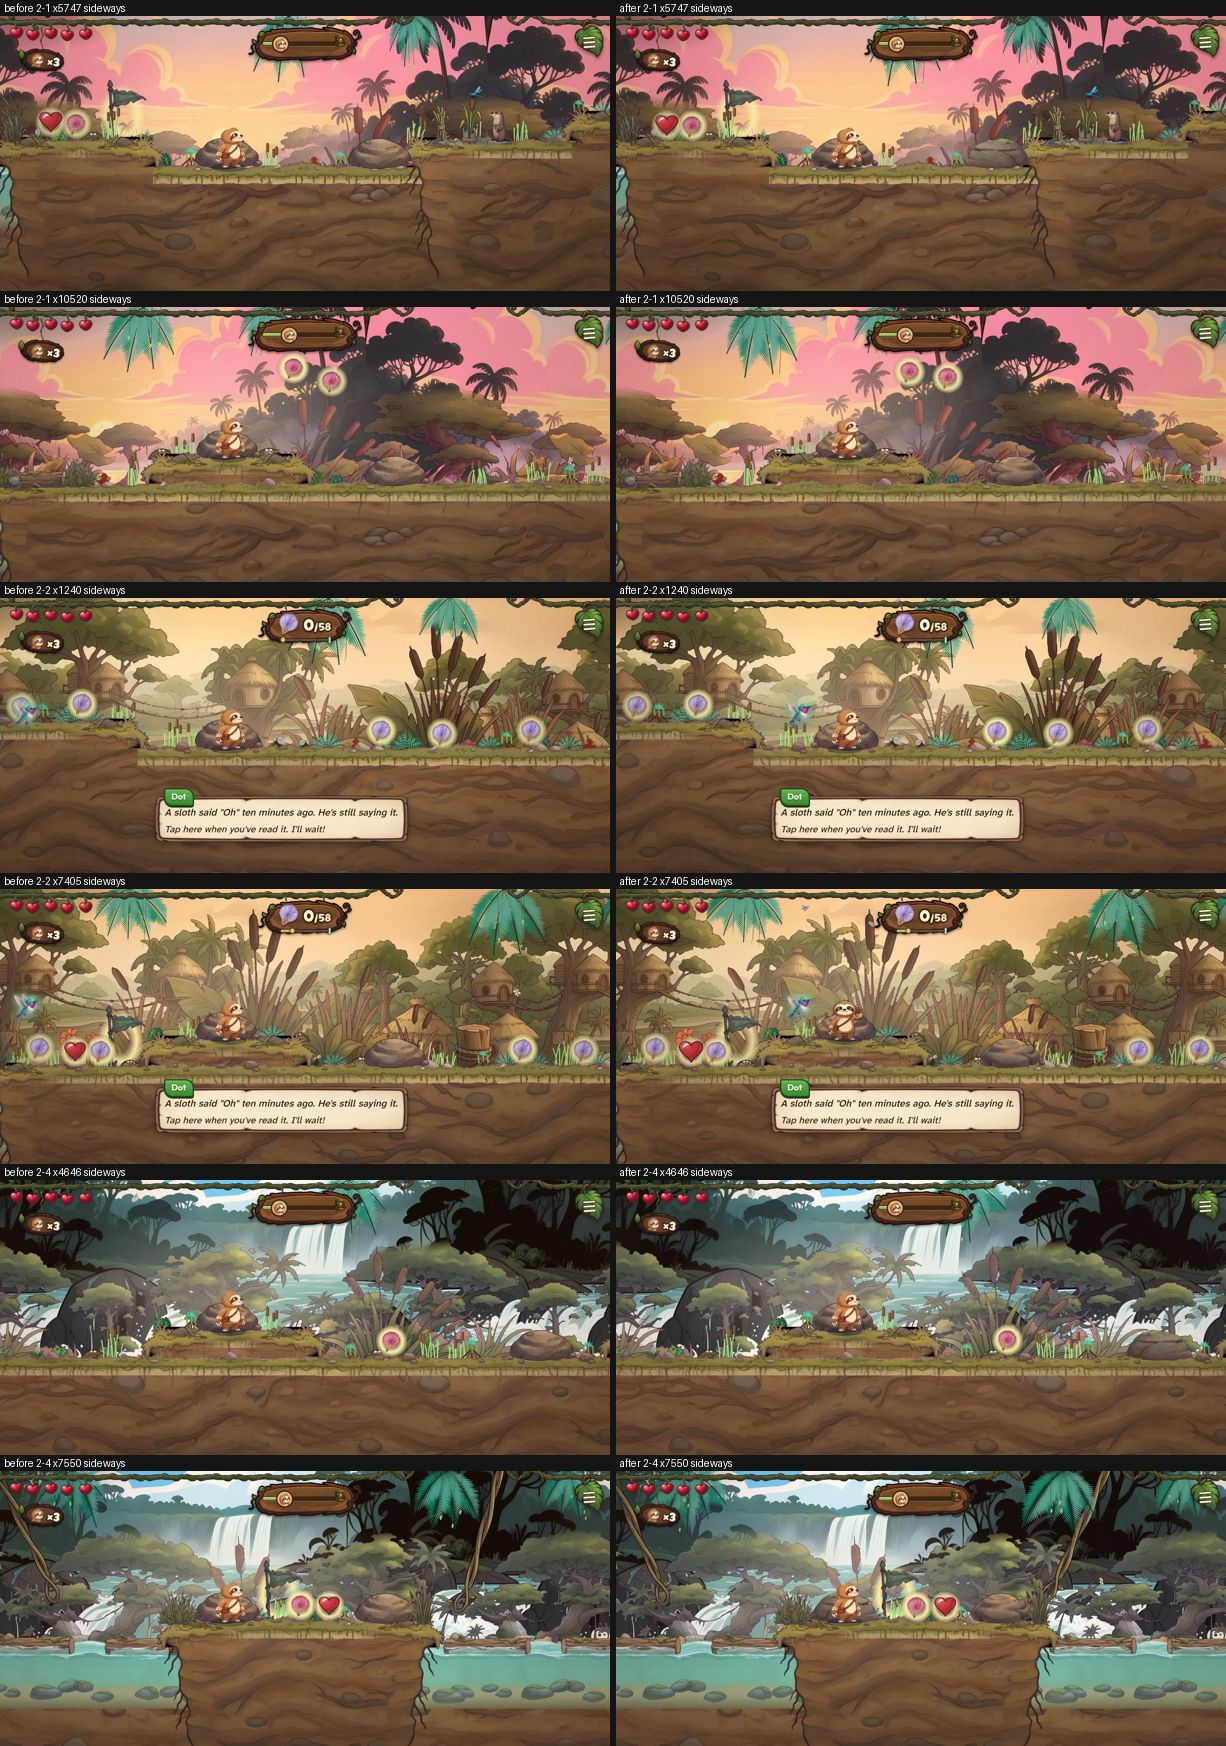 before 2-1 x5747 sideways
after 2-1 x5747 sideways
x3
x3
before 2-1 x10520 sideways
after 2-1 x10520 sideways
x3
x3
before 2-2 x1240 sideways
after 2-2 x1240 sideways
0/58
0/58
x3
x3
Dot
A sloth said "Oh" ten minutes ago. He's still saying it.
Tap here when you've read it. I'll wait!
Dot
A sloth said "Oh" ten minutes ago. He's still saying it.
Tap here when you've read it. I'll wait!
before 2-2 x7405 sideways
after 2-2 x7405 sideways
0/58
0/58
x3
x3
Dot
A sloth said "Oh" ten minutes ago. He's still saying it.
Tap here when you've read it. I'll wait!
Dot
A sloth said "Oh" ten minutes ago. He's still saying it.
Tap here when you've read it. I'll wait!
before 2-4 x4646 sideways
after 2-4 x4646 sideways
x3
x3
before 2-4 x7550 sideways
after 2-4 x7550 sideways
x3
x3